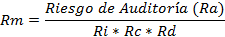 Rm = Riesgo de Auditoría (Ra)
Ri * Rc * Rd